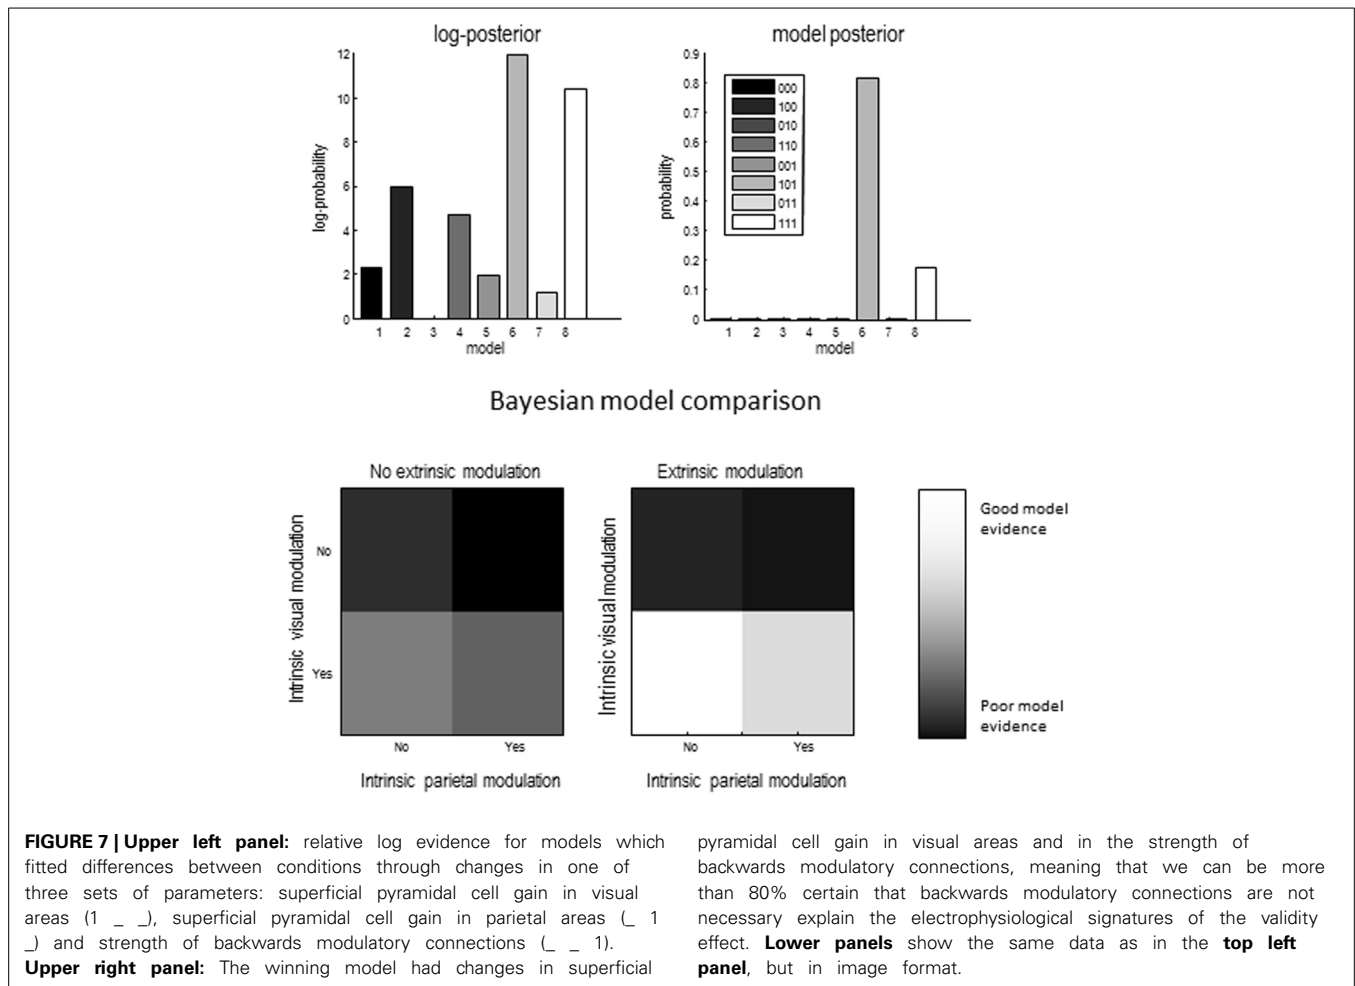 log-posterior
12
10
8
6
4
2
0
log-probability
1 2 3 4 5 6 7 8
model
model posterior
0.9
0.8
0.7
0.6
0.5
0.4
0.3
0.2
0.1
0
probability
000
100
010
110
001
101
011
111
1 2 3 4 5 6 7 8
model
Bayesian model comparison
No extrinsic modulation
Intrinsic visual modulation
No
Yes
No Yes
Intrinsic parietal modulation
Extrinsic modulation
Intrinsic visual modulation
No Yes
Intrinsic parietal modulation
Good model
evidence
Poor model
evidence
FIGURE 7 | Upper left panel: relative log evidence for models which
fitted differences between conditions through changes in one of
three sets of parameters: superficial pyramidal cell gain in visual
areas (1 _ _), superficial pyramidal cell gain in parietal areas (_ 1
_) and strength of backwards modulatory connections (_ _ 1).
Upper right panel: The winning model had changes in superficial
pyramidal cell gain in visual areas and in the strength of
backwards modulatory connections, meaning that we can be more
than 80% certain that backwards modulatory connections are not
necessary explain the electrophysiological signatures of the validity
effect. Lower panels show the same data as in the top left
panel, but in image format.